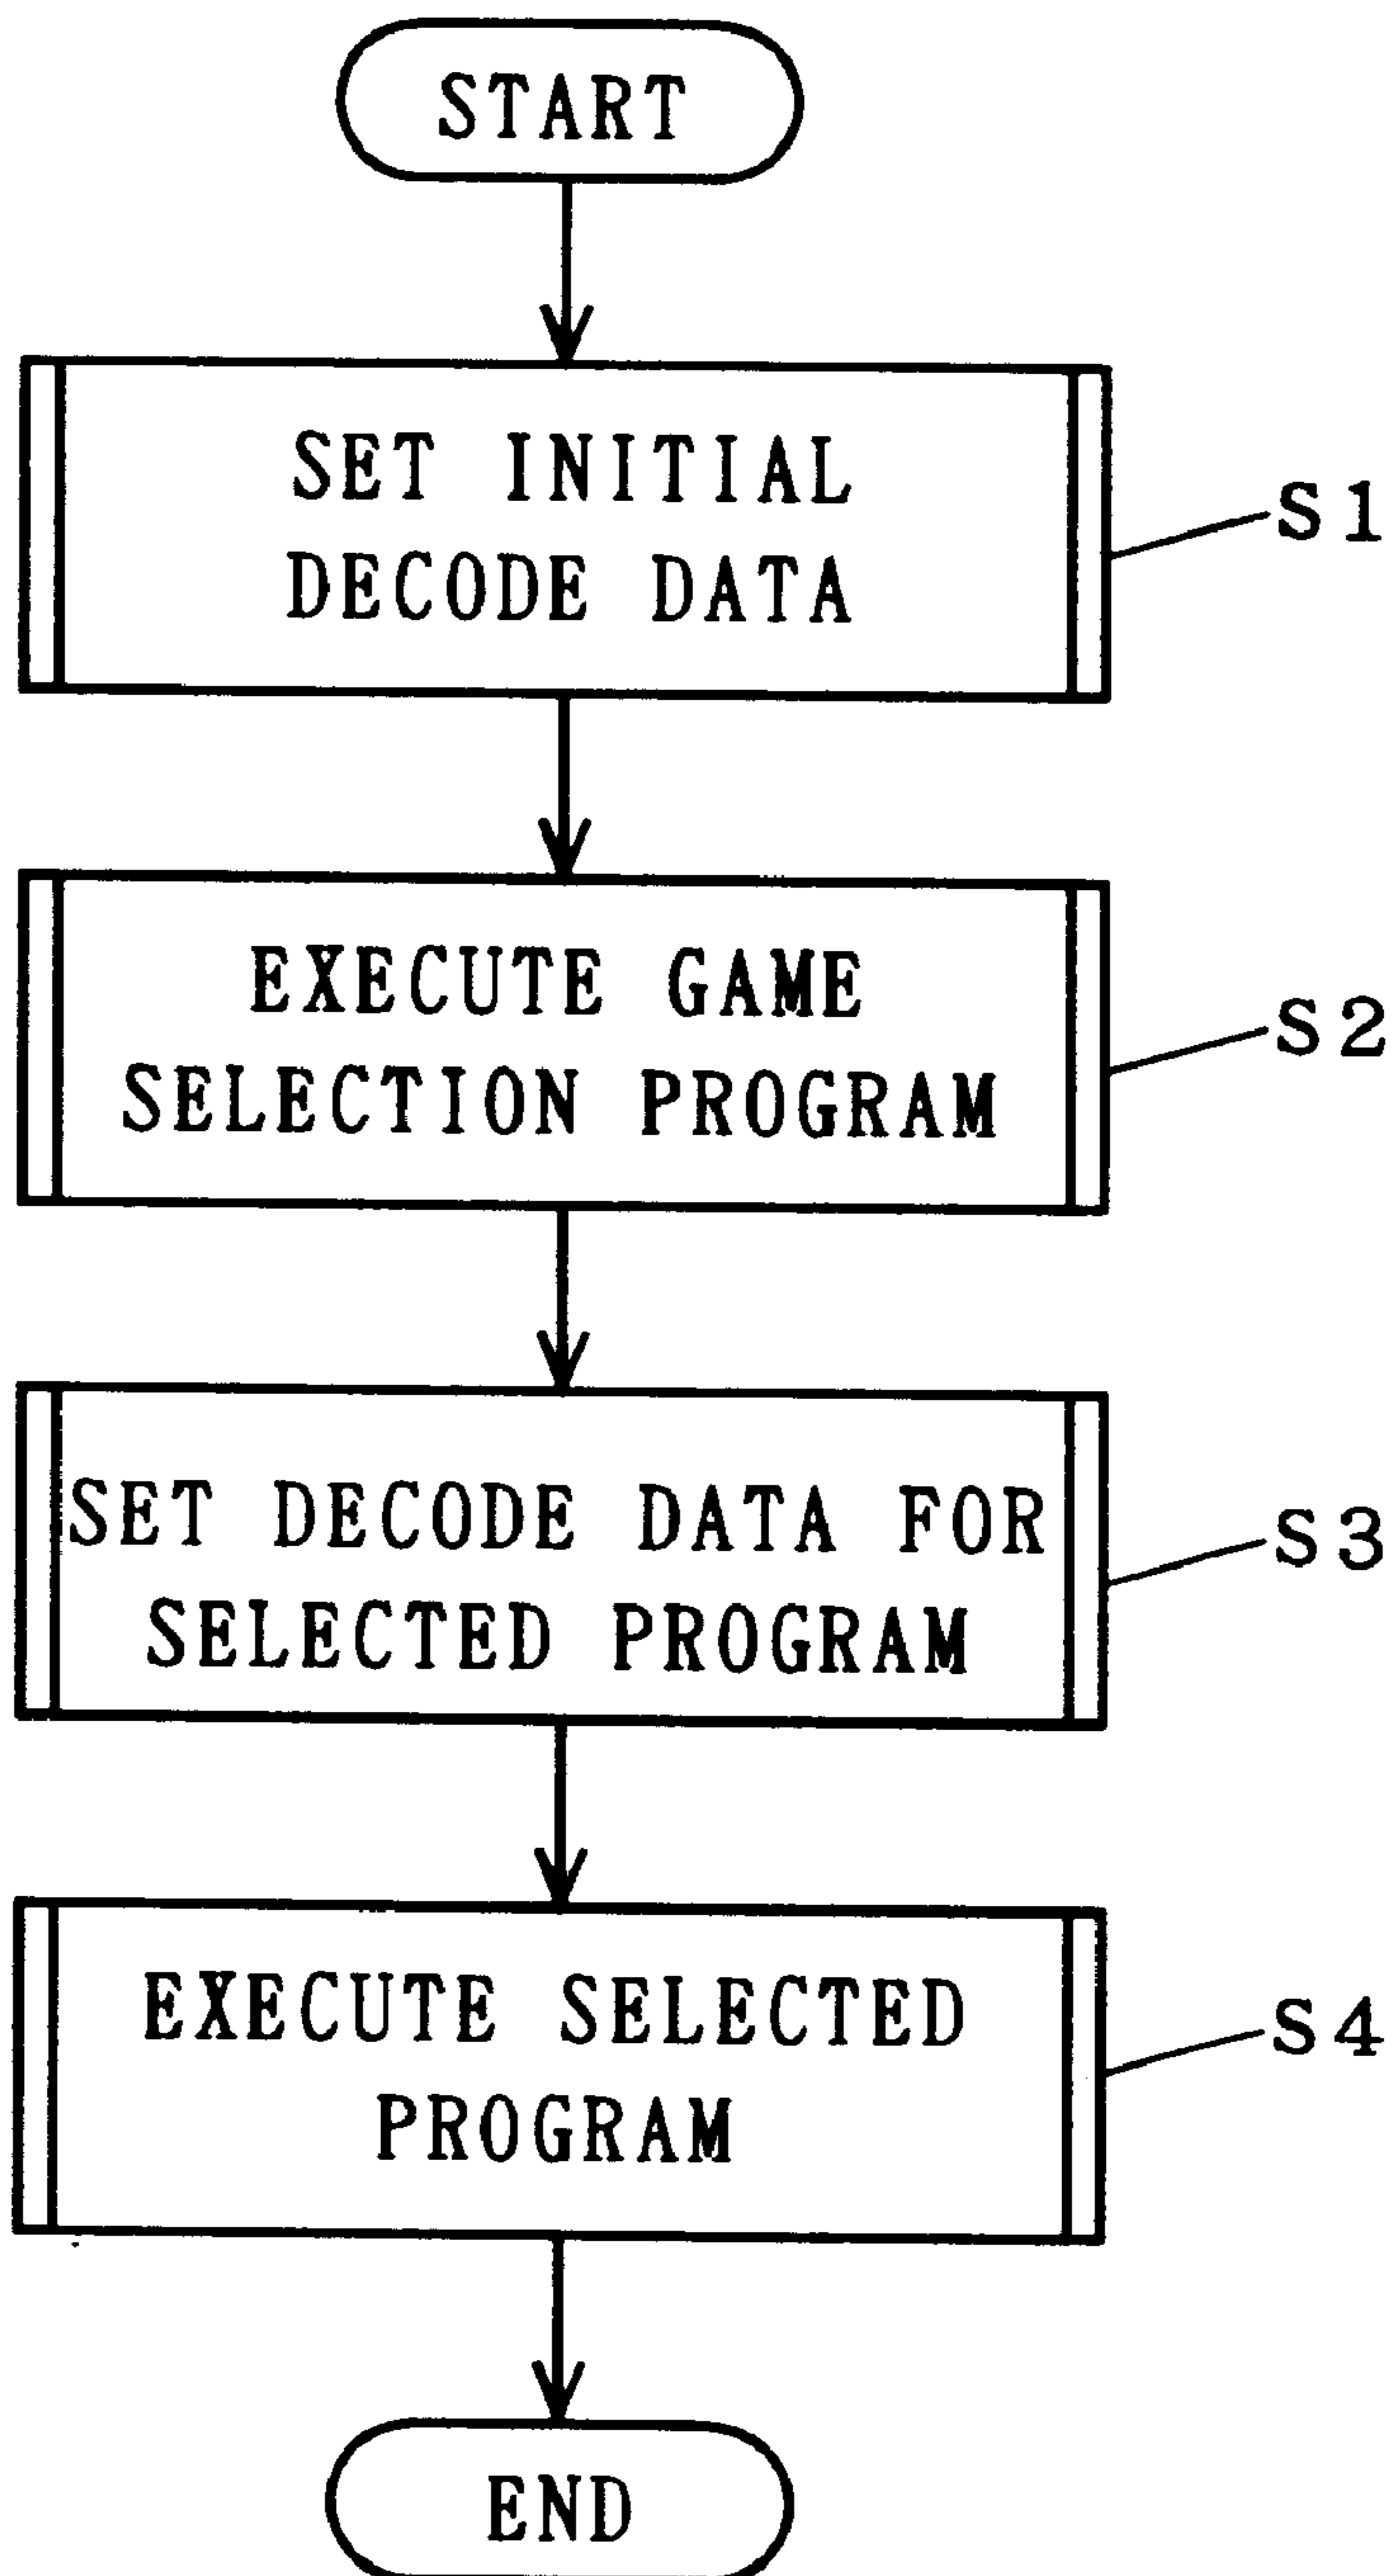 START
SET INITIAL
DECODE DATA
S1
EXECUTE GAME
SELECTION PROGRAM
S2
SET DECODE DATA FOR
SELECTED PROGRAM
S3
EXECUTE SELECTED
PROGRAM
S4
END